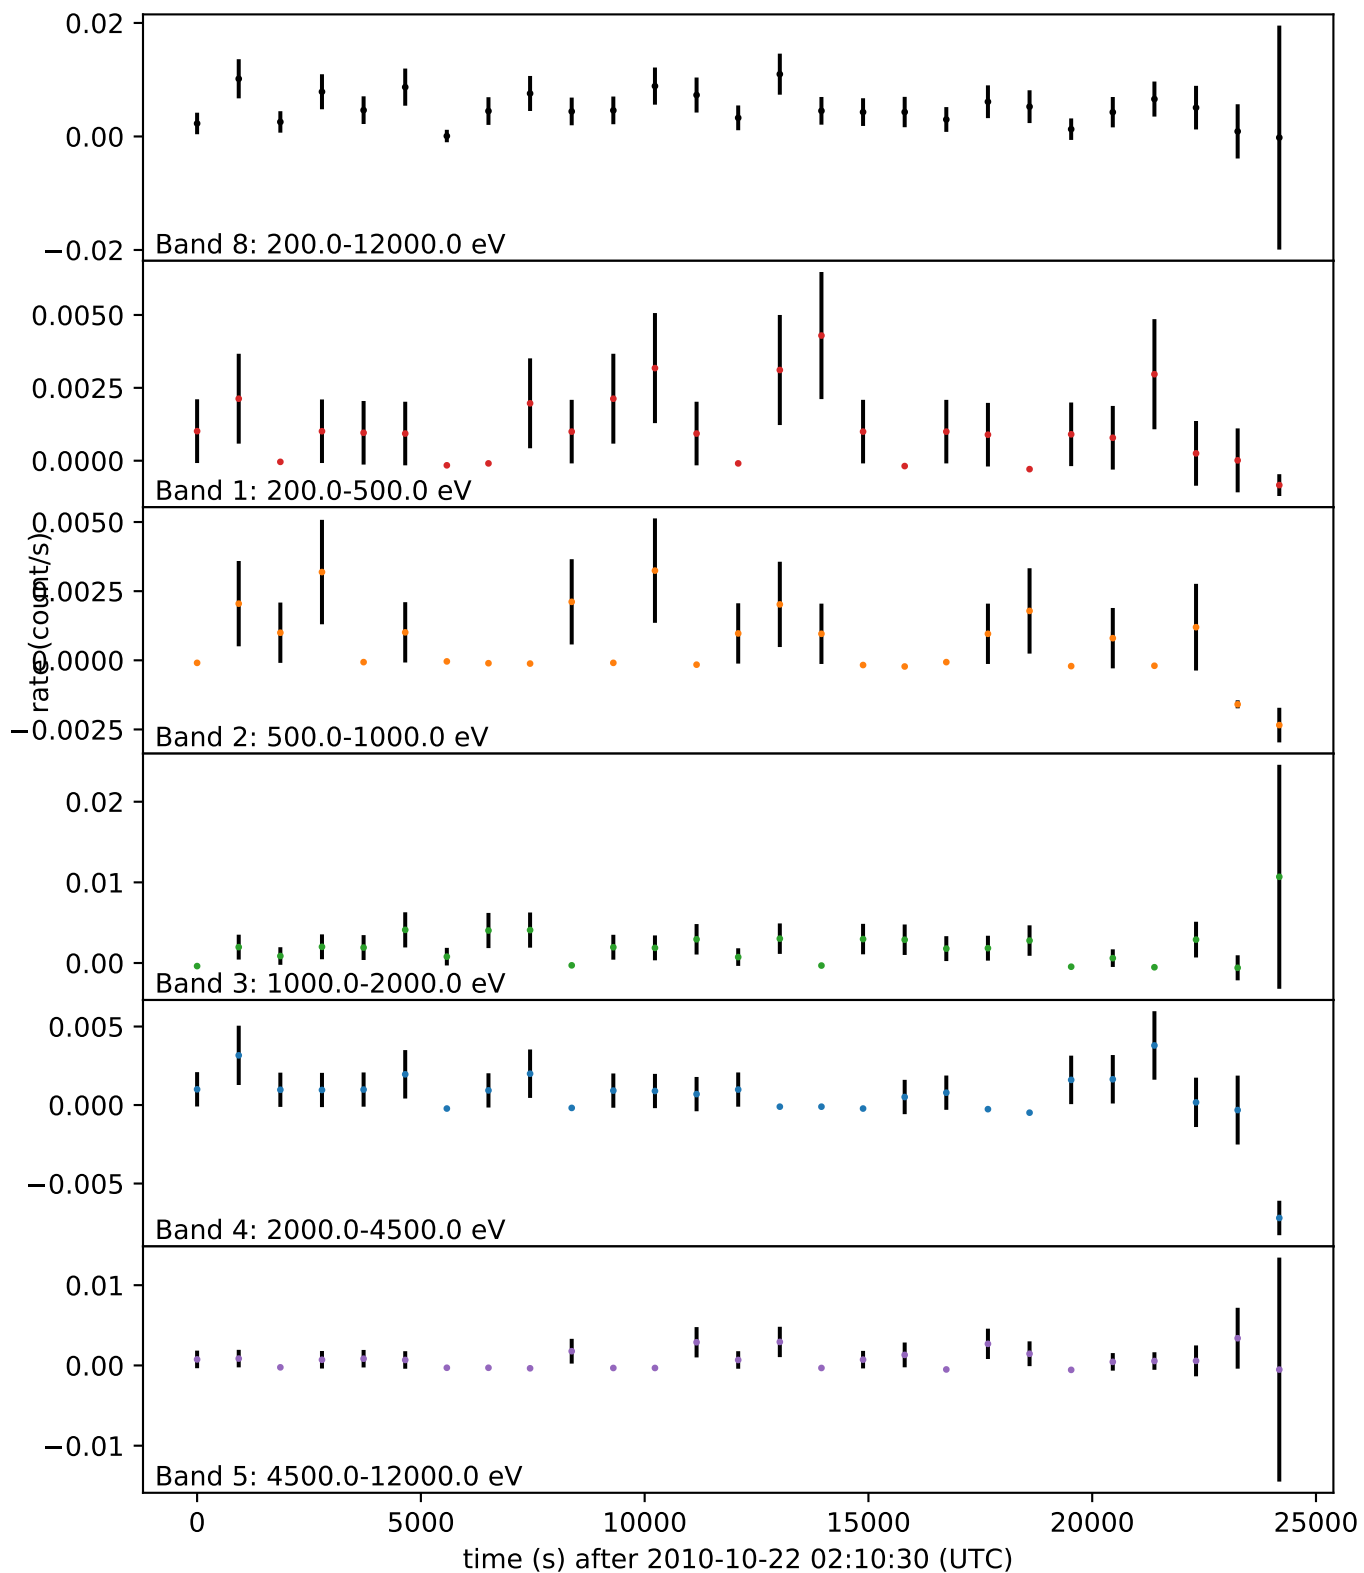 0.02
0.00
−0.02
Band 8: 200.0-12000.0 eV
0.0050
0.0025
0.0000
Band 1: 200.0-500.0 eV
0.0050
0.0025
0.0000
−0.0025
rate (count/s)
Band 2: 500.0-1000.0 eV
0.02
0.01
0.00
Band 3: 1000.0-2000.0 eV
0.005
0.000
−0.005
Band 4: 2000.0-4500.0 eV
0.01
0.00
−0.01
Band 5: 4500.0-12000.0 eV
0 5000 10000 15000 20000 25000
time (s) after 2010-10-22 02:10:30 (UTC)